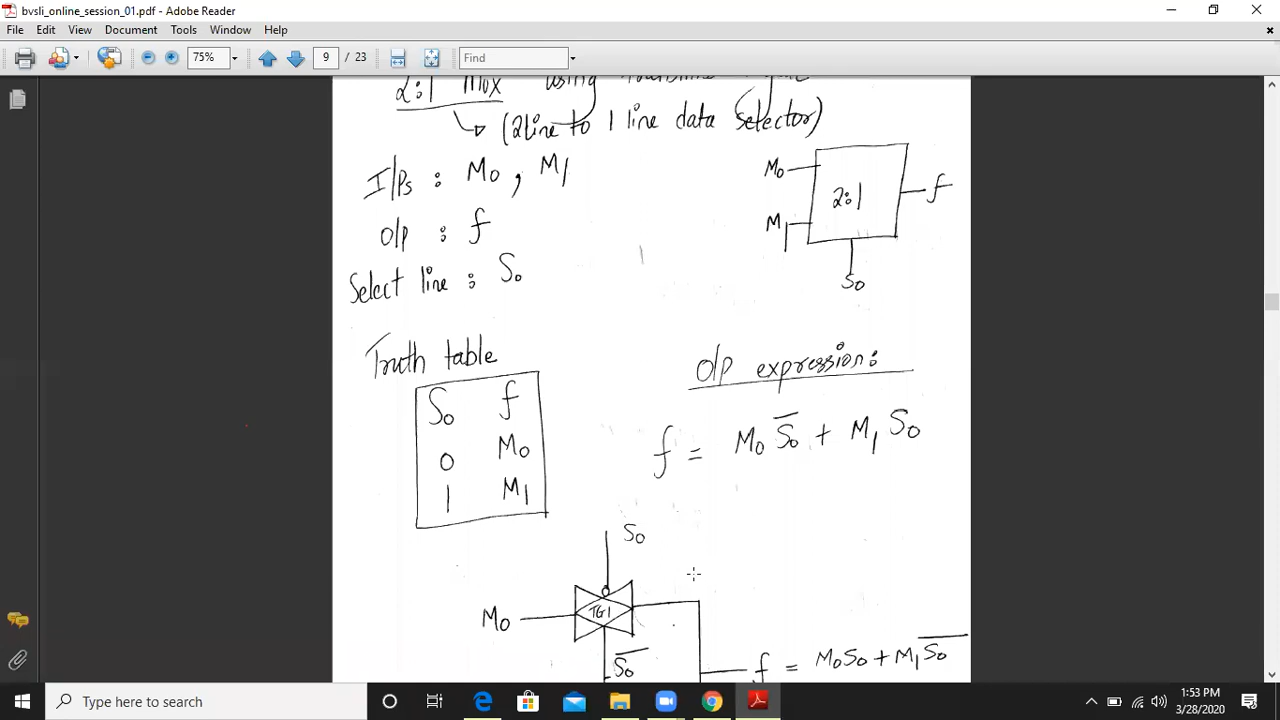 bvsli_online_session_01.pdf - Adobe Reader
File Edit View Document Tools Window Help
75% 9 / 23 Find
2:1 mux using
(2line to 1 line data selector)
I/Ps : M0 , M1
O/p : f
Select line : S0
M0
M1
2:1
f
S0
Truth table
S0 f
0 M0
1 M1
O/P expression:
f = M0 S̅0 + M1 S0
S0
M0
TG1
S̅0
f = M0S0 + M1S̅0
Type here to search
1:53 PM
3/28/2020